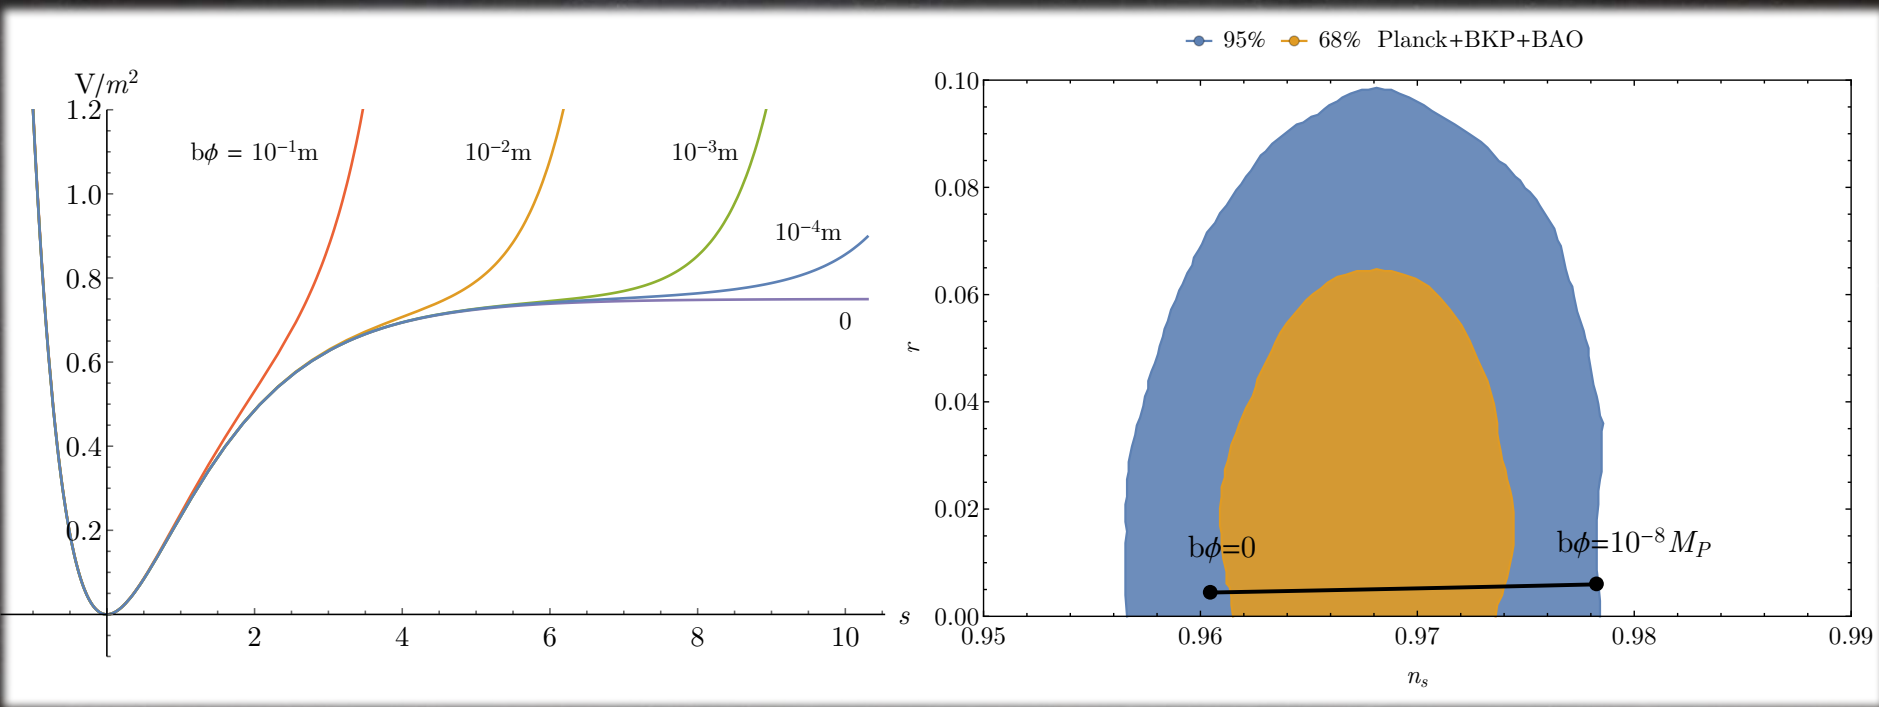 V/m²
1.2
1.0
0.8
0.6
0.4
0.2
bϕ = 10⁻¹m
10⁻²m
10⁻³m
10⁻⁴m
0
2 4 6 8 10 s
95% 68% Planck+BKP+BAO
0.10
0.08
0.06
0.04
0.02
0.00
r
bϕ=0
bϕ=10⁻⁸M_P
0.95 0.96 0.97 0.98 0.99
n_s